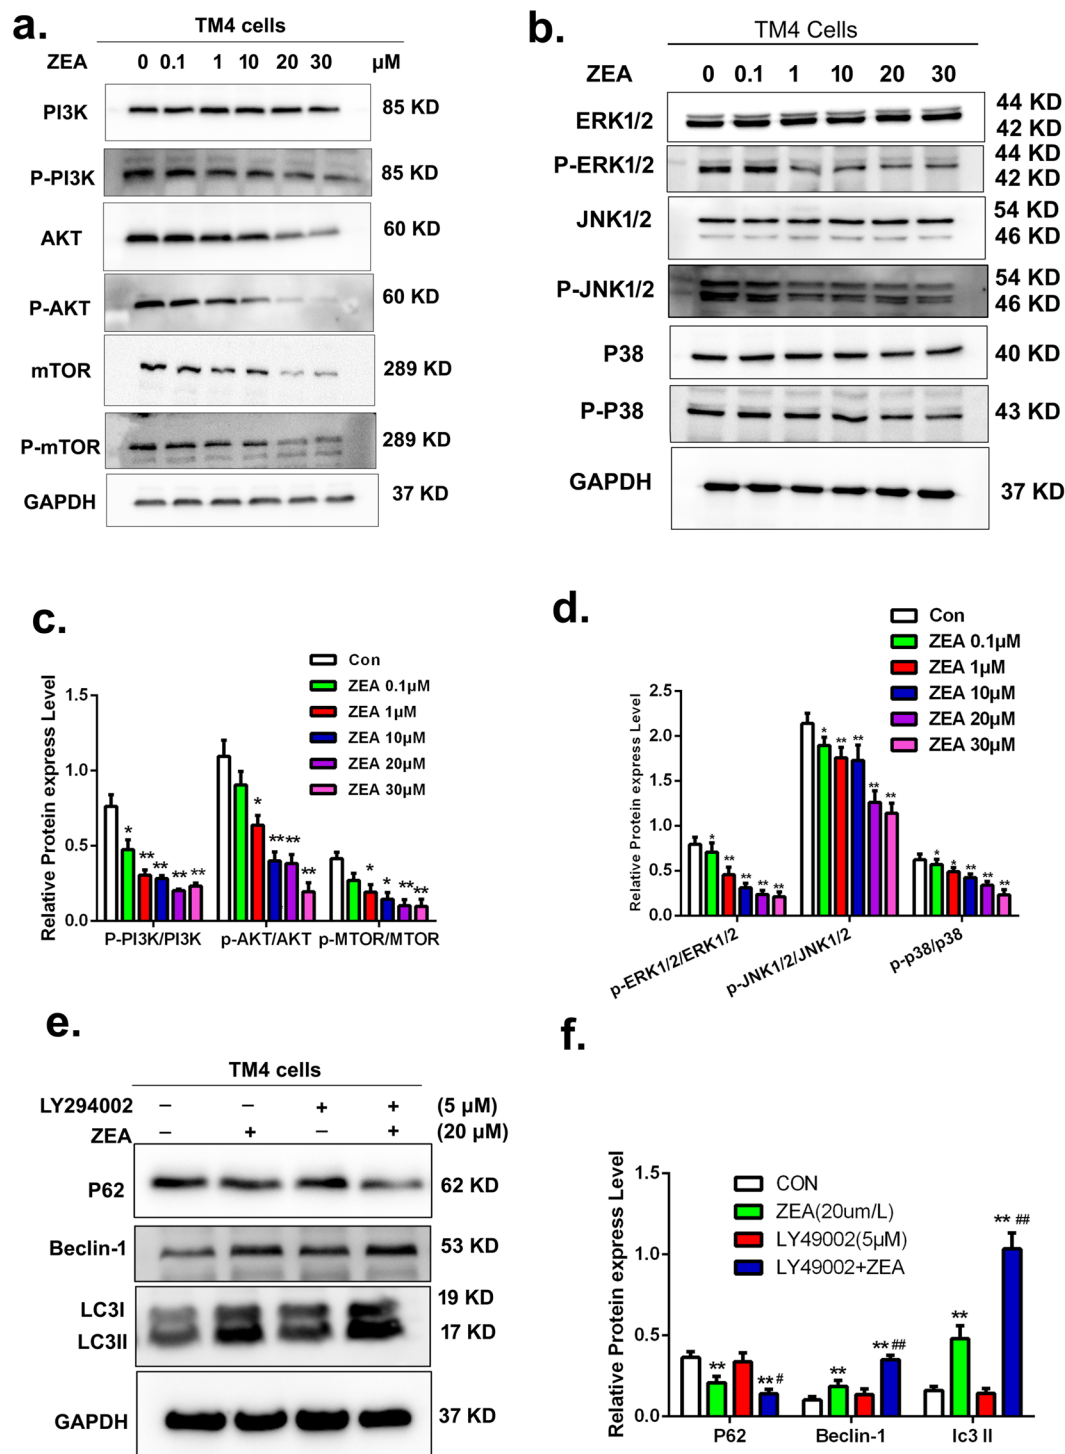 a.
TM4 cells
ZEA 0 0.1 1 10 20 30 µM
PI3K 85 KD
P-PI3K 85 KD
AKT 60 KD
P-AKT 60 KD
mTOR 289 KD
P-mTOR 289 KD
GAPDH 37 KD
b.
TM4 Cells
ZEA 0 0.1 1 10 20 30
ERK1/2 44 KD
42 KD
P-ERK1/2 44 KD
42 KD
JNK1/2 54 KD
46 KD
P-JNK1/2 54 KD
46 KD
P38 40 KD
P-P38 43 KD
GAPDH 37 KD
c.
Relative Protein express Level
1.5
1.0
0.5
0.0
Con
ZEA 0.1µM
ZEA 1µM
ZEA 10µM
ZEA 20µM
ZEA 30µM
* ** ** ** **
* ** ** **
* * ** **
P-PI3K/PI3K p-AKT/AKT p-MTOR/MTOR
d.
Relative Protein express Level
2.5
2.0
1.5
1.0
0.5
0.0
Con
ZEA 0.1µM
ZEA 1µM
ZEA 10µM
ZEA 20µM
ZEA 30µM
* ** ** ** **
* ** ** ** **
* * ** ** **
p-ERK1/2/ERK1/2
p-JNK1/2/JNK1/2
p-p38/p38
e.
TM4 cells
LY294002 – – + + (5 µM)
ZEA – + – + (20 µM)
P62 62 KD
Beclin-1 53 KD
LC3I 19 KD
LC3II 17 KD
GAPDH 37 KD
f.
Relative Protein express Level
1.5
1.0
0.5
0.0
CON
ZEA(20um/L)
LY49002(5µM)
LY49002+ZEA
** ** #
** ** ##
** ** ##
P62 Beclin-1 lc3 II